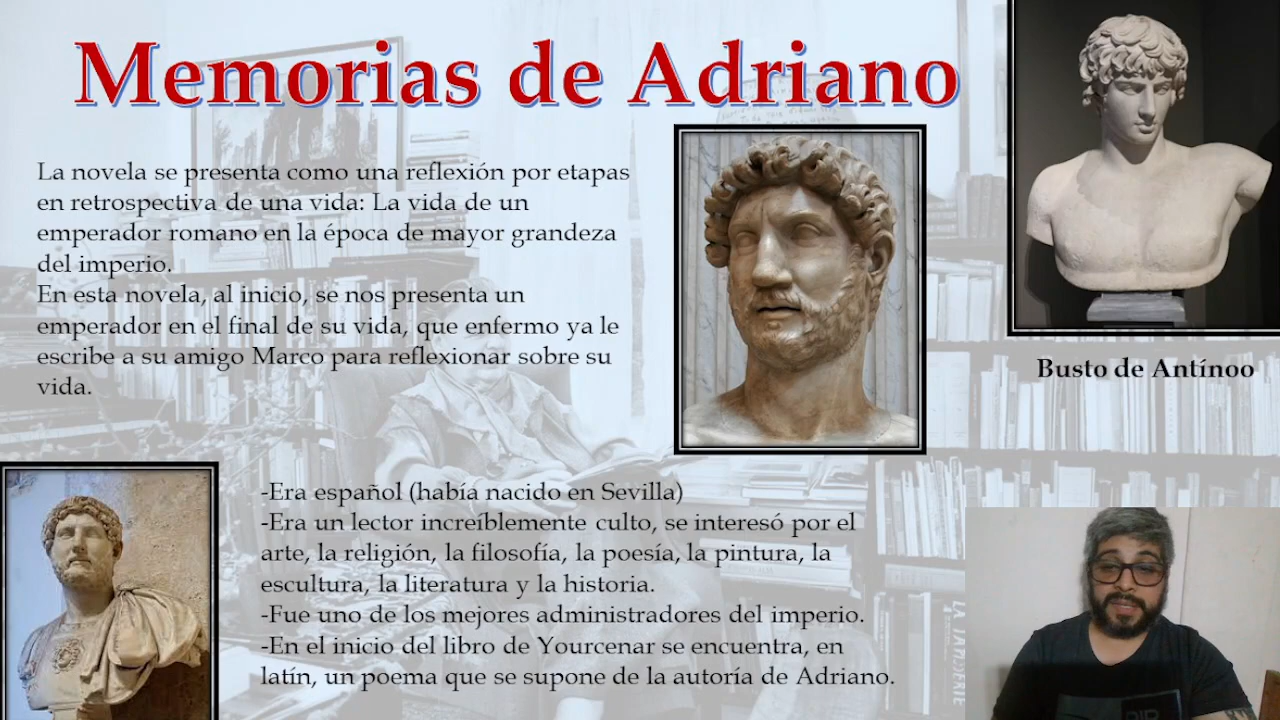 Memorias de Adriano
La novela se presenta como una reflexión por etapas
en retrospectiva de una vida: La vida de un
emperador romano en la época de mayor grandeza
del imperio.
En esta novela, al inicio, se nos presenta un
emperador en el final de su vida, que enfermo ya le
escribe a su amigo Marco para reflexionar sobre su
vida.
Busto de Antínoo
-Era español (había nacido en Sevilla)
-Era un lector increíblemente culto, se interesó por el
arte, la religión, la filosofía, la poesía, la pintura, la
escultura, la literatura y la historia.
-Fue uno de los mejores administradores del imperio.
-En el inicio del libro de Yourcenar se encuentra, en
latín, un poema que se supone de la autoría de Adriano.